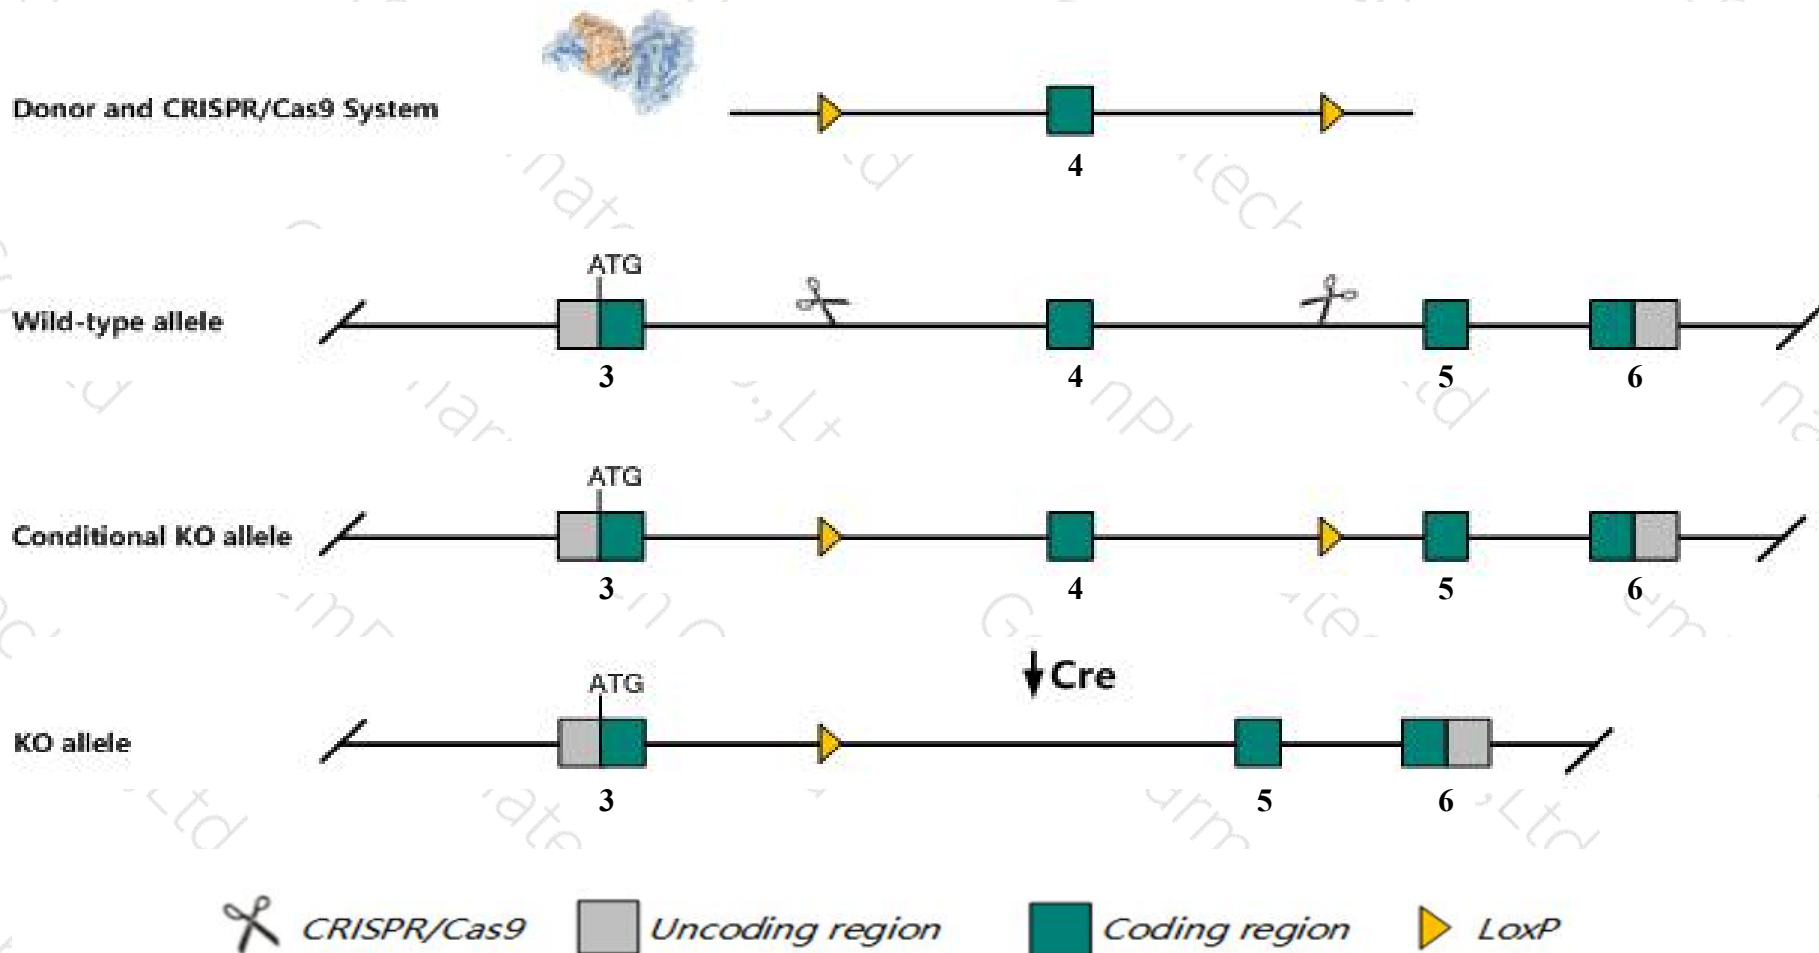 Donor and CRISPR/Cas9 System
4
ATG
Wild-type allele
3 4 5 6
ATG
Conditional KO allele
3 4 5 6
Cre
ATG
KO allele
3 5 6
CRISPR/Cas9 Uncoding region Coding region LoxP